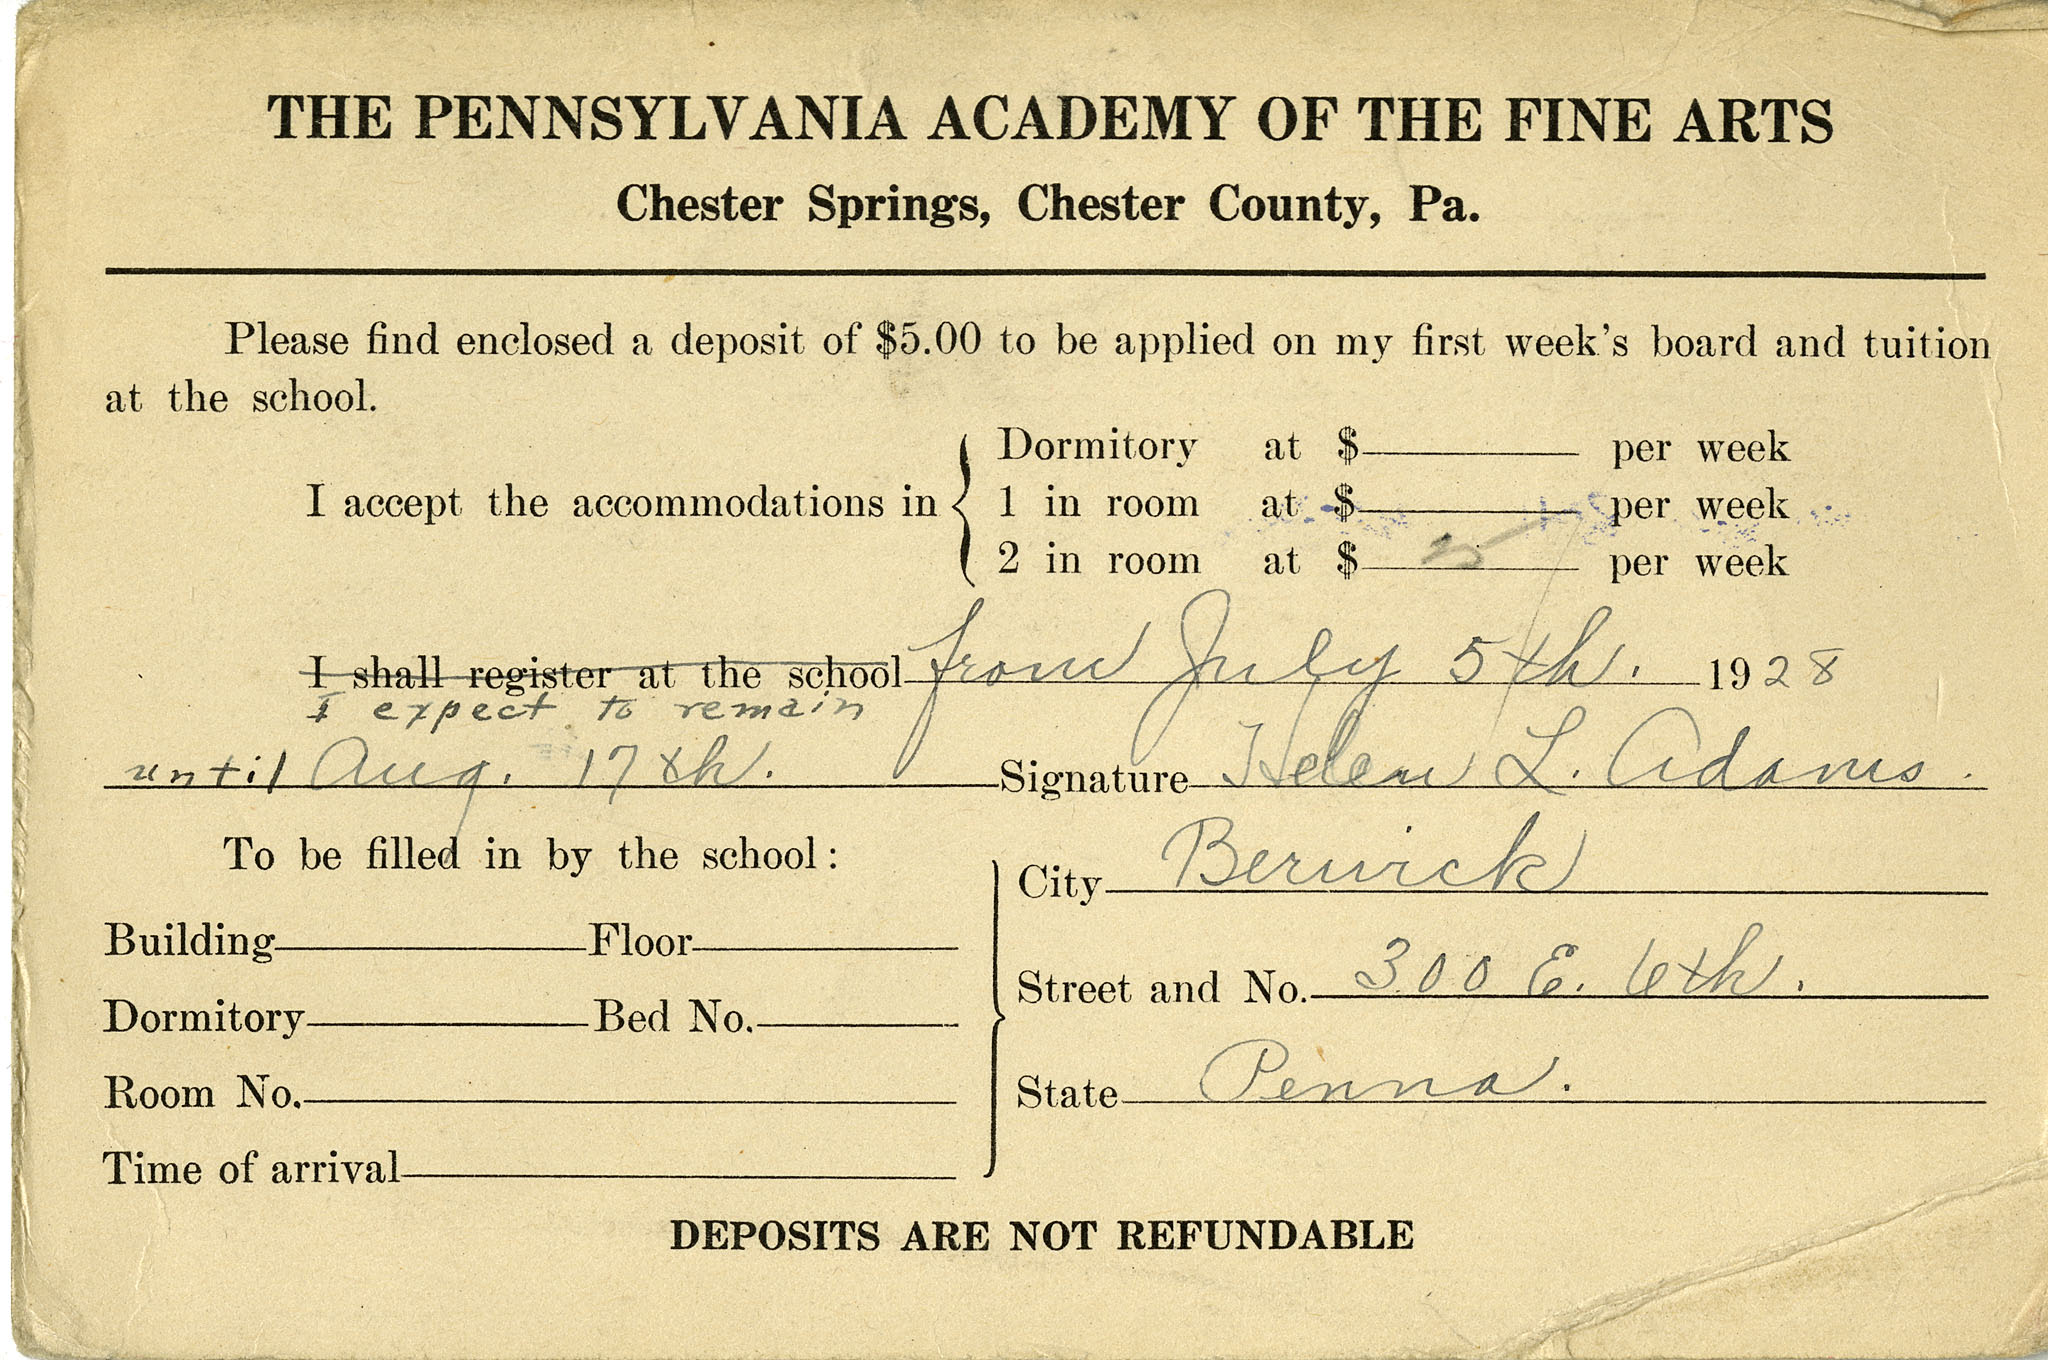 THE PENNSYLVANIA ACADEMY OF THE FINE ARTS
Chester Springs, Chester County, Pa.
Please find enclosed a deposit of $5.00 to be applied on my first week's board and tuition
at the school.
I accept the accommodations in
Dormitory at $ per week
1 in room at $ per week
2 in room at $ per week
I shall register at the school from July 5th. 1928
I expect to remain
until Aug. 17th. Signature Helen L. Adams.
To be filled in by the school:
Building Floor
Dormitory Bed No.
Room No.
Time of arrival
City Berwick
Street and No. 300 E. 6th.
State Penna.
DEPOSITS ARE NOT REFUNDABLE